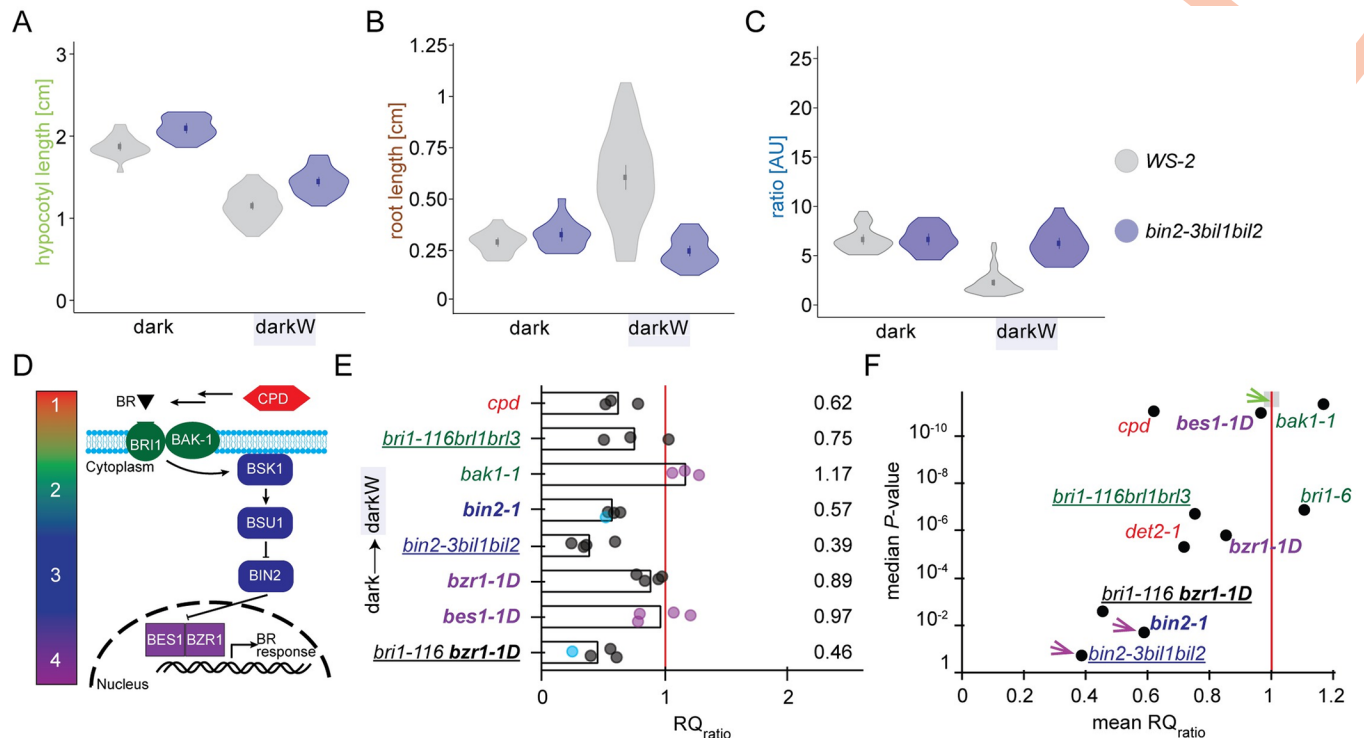 A
hypocotyl length [cm]
3
2
1
0
dark
darkW
B
root length [cm]
1.25
1.0
0.75
0.50
0.25
0
dark
darkW
C
ratio [AU]
25
20
15
10
5
0
dark
darkW
WS-2
bin2-3bil1bil2
D
1
2
3
4
BR
CPD
BRI1
BAK-1
Cytoplasm
BSK1
BSU1
BIN2
BES1
BZR1
BR
response
Nucleus
E
dark
darkW
cpd
0.62
bri1-116brl1brl3
0.75
bak1-1
1.17
bin2-1
0.57
bin2-3bil1bil2
0.39
bzr1-1D
0.89
bes1-1D
0.97
bri1-116 bzr1-1D
0.46
0
1
2
RQratio
F
median P-value
10-10
10-8
10-6
10-4
10-2
1
cpd
bes1-1D
bak1-1
bri1-116brl1brl3
bri1-6
det2-1
bzr1-1D
bri1-116 bzr1-1D
bin2-1
bin2-3bil1bil2
0
0.2
0.4
0.6
0.8
1
1.2
mean RQratio